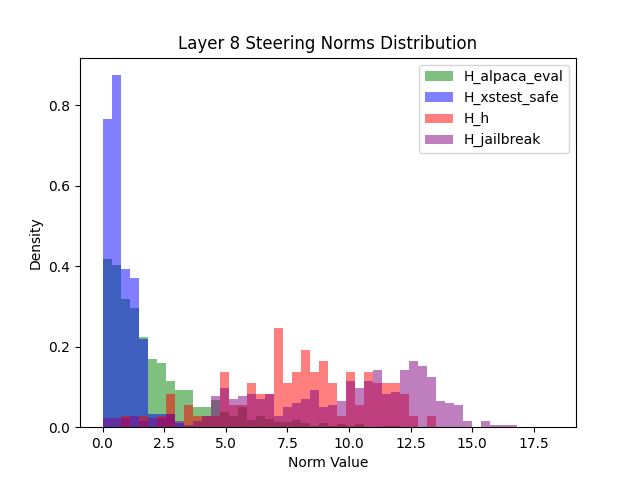 Layer 8 Steering Norms Distribution
H_alpaca_eval
H_xstest_safe
H_h
H_jailbreak
Density
0.8
0.6
0.4
0.2
0.0
0.0 2.5 5.0 7.5 10.0 12.5 15.0 17.5
Norm Value